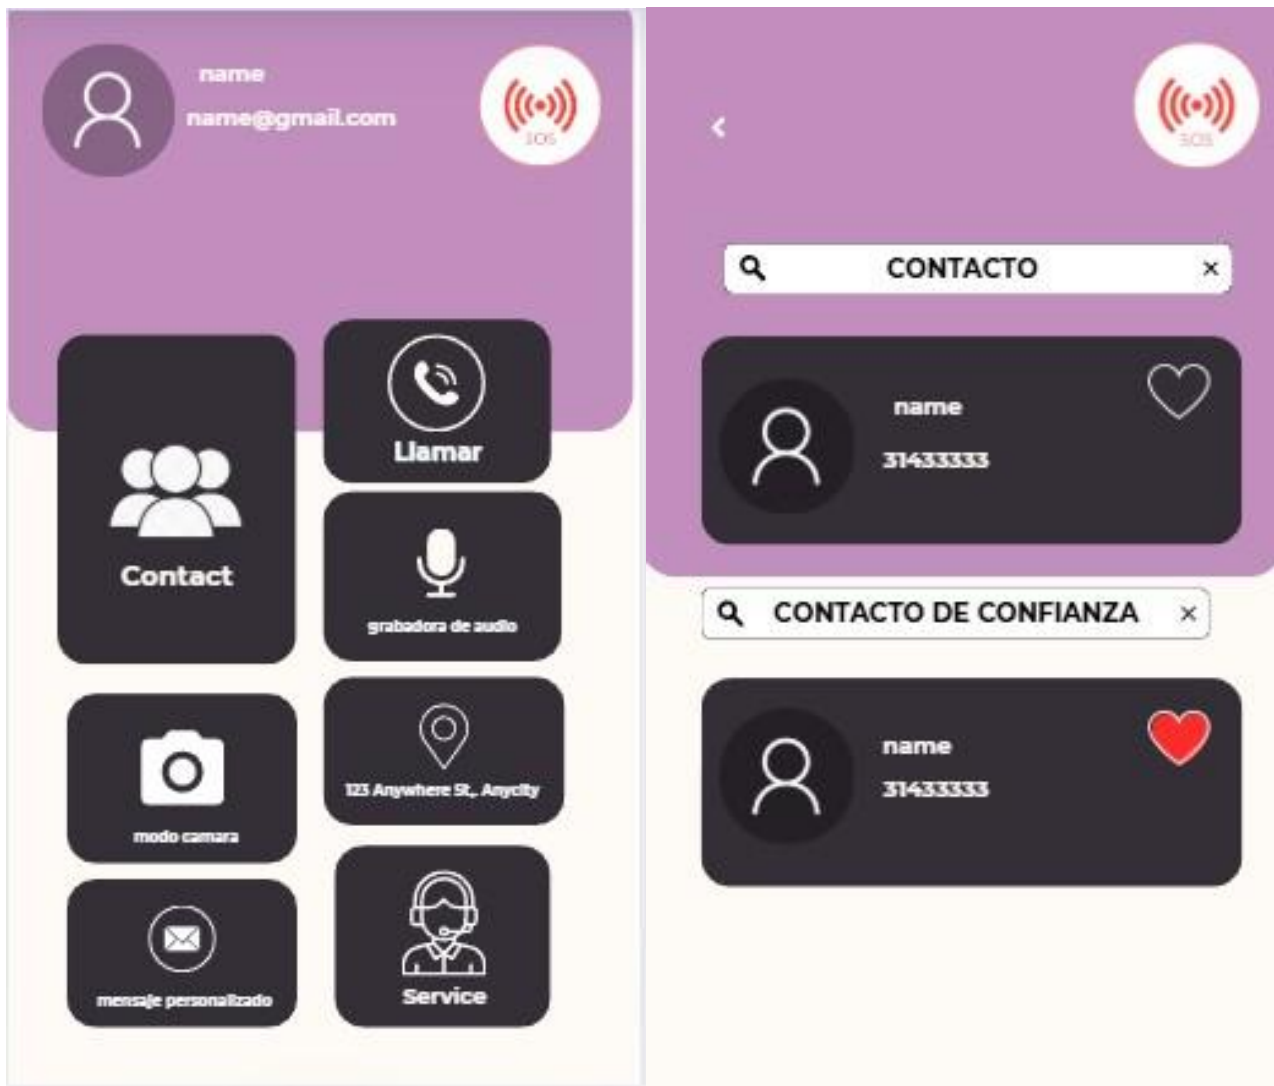 name
name@gmail.com
SOS
Llamar
Contact
grabadora de audio
123 Anywhere St,. Anycity
modo camara
mensaje personalizado
Service
SOS
CONTACTO
name
31433333
CONTACTO DE CONFIANZA
name
31433333